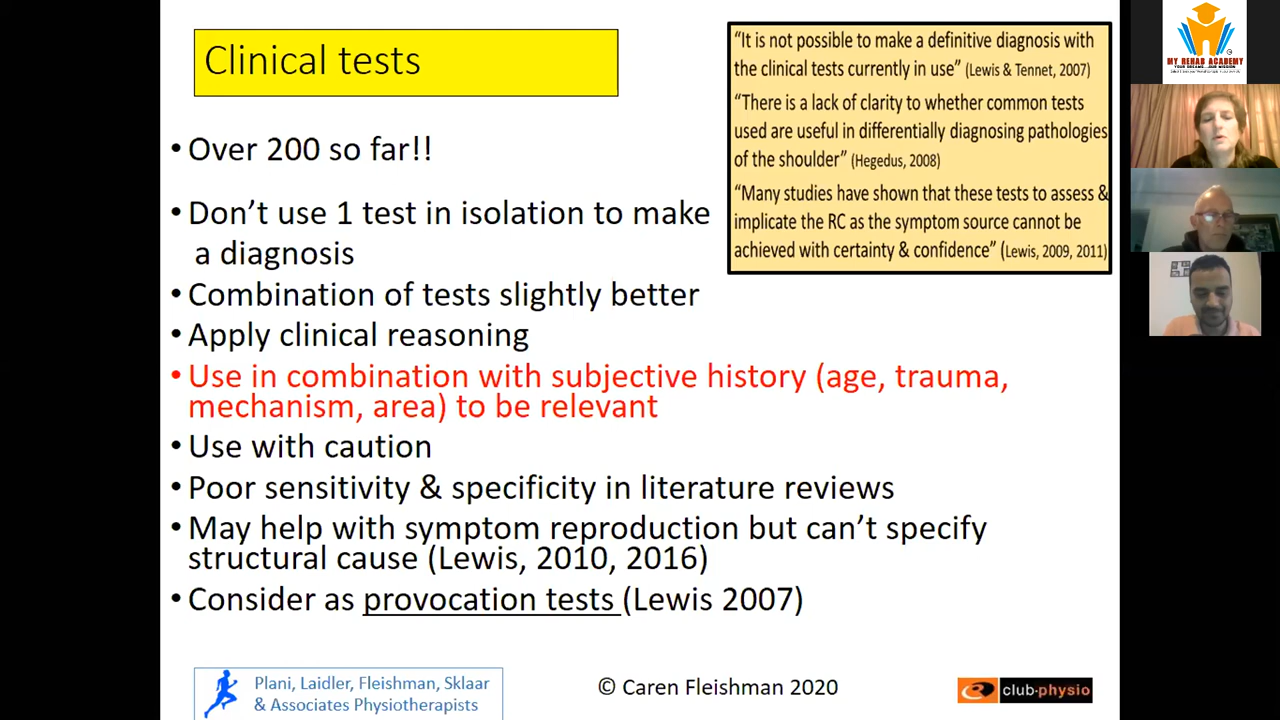 Clinical tests
• Over 200 so far!!
• Don’t use 1 test in isolation to make
a diagnosis
• Combination of tests slightly better
• Apply clinical reasoning
• Use in combination with subjective history (age, trauma,
mechanism, area) to be relevant
• Use with caution
• Poor sensitivity & specificity in literature reviews
• May help with symptom reproduction but can’t specify
structural cause (Lewis, 2010, 2016)
• Consider as provocation tests (Lewis 2007)
“It is not possible to make a definitive diagnosis with
the clinical tests currently in use” (Lewis & Tennet, 2007)
“There is a lack of clarity to whether common tests
used are useful in differentially diagnosing pathologies
of the shoulder” (Hegedus, 2008)
“Many studies have shown that these tests to assess &
implicate the RC as the symptom source cannot be
achieved with certainty & confidence” (Lewis, 2009, 2011)
Plani, Laidler, Fleishman, Sklaar
& Associates Physiotherapists
© Caren Fleishman 2020
club-physio
MY REHAB ACADEMY
YOUR DREAMS...OUR MISSION